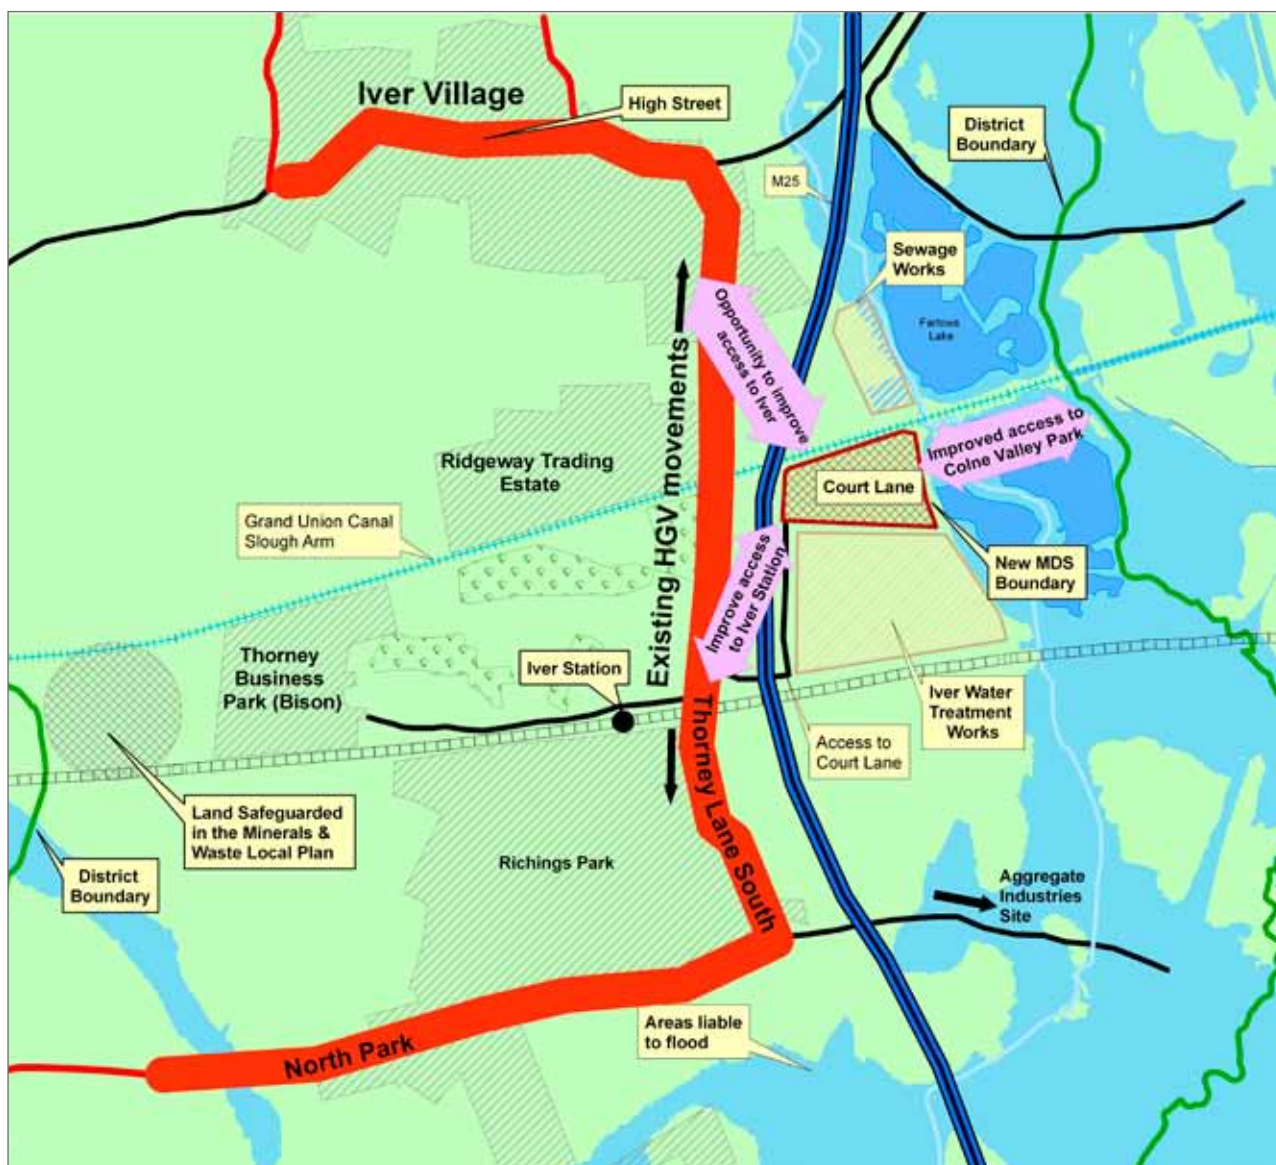 Iver Village
High Street
District
Boundary
M25
Sewage
Works
Farlows
Lake
Opportunity to improve
access to Iver
Existing HGV movements
Improved access to
Colne Valley Park
Ridgeway Trading
Estate
Court Lane
Grand Union Canal
Slough Arm
New MDS
Boundary
Improve access
to Iver Station
Thorney
Business
Park (Bison)
Iver Station
Iver Water
Treatment
Works
Access to
Court Lane
Thorney Lane South
Land Safeguarded
in the Minerals &
Waste Local Plan
Richings Park
District
Boundary
Aggregate
Industries
Site
Areas liable
to flood
North Park